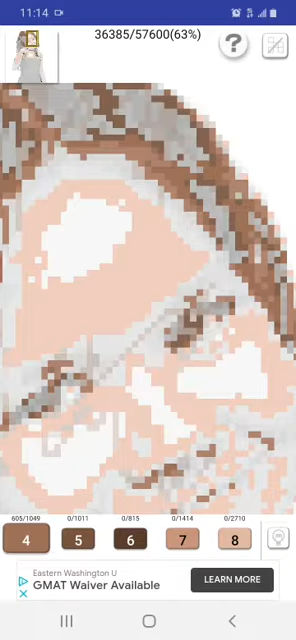 11:14
36385/57600(63%)
?
605/1049 0/1011 0/815 0/1414 0/2710
4 5 6 7 8
Eastern Washington U
GMAT Waiver Available
LEARN MORE